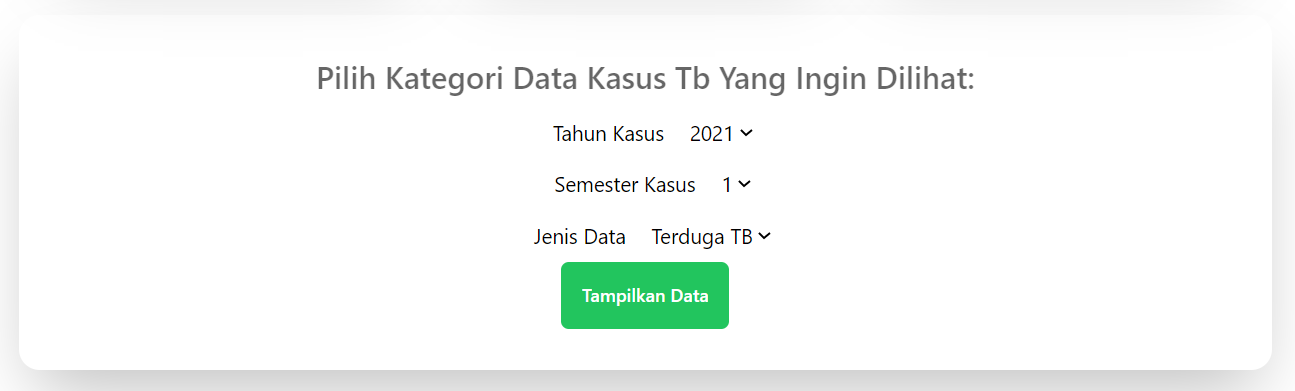 Pilih Kategori Data Kasus Tb Yang Ingin Dilihat:
Tahun Kasus 2021
Semester Kasus 1
Jenis Data Terduga TB
Tampilkan Data